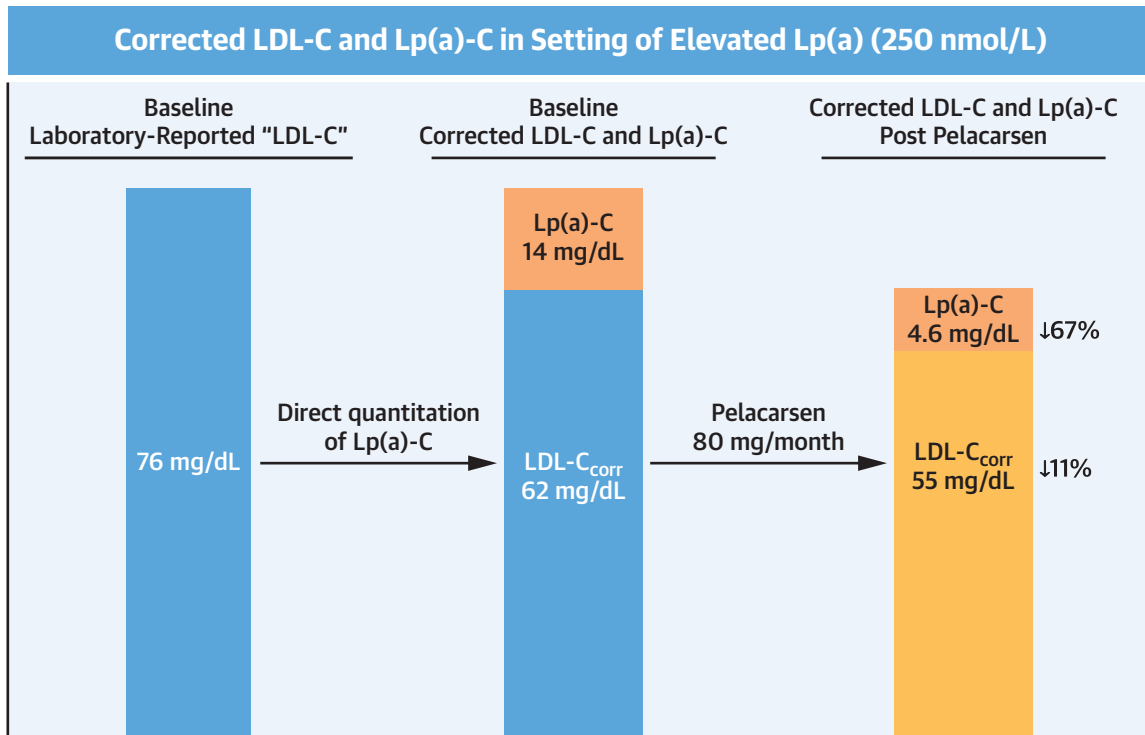 Corrected LDL-C and Lp(a)-C in Setting of Elevated Lp(a) (250 nmol/L)
Baseline
Laboratory-Reported “LDL-C”
Baseline
Corrected LDL-C and Lp(a)-C
Corrected LDL-C and Lp(a)-C
Post Pelacarsen
76 mg/dL
Direct quantitation
of Lp(a)-C
Lp(a)-C
14 mg/dL
LDL-Ccorr
62 mg/dL
Pelacarsen
80 mg/month
Lp(a)-C
4.6 mg/dL
↓67%
LDL-Ccorr
55 mg/dL
↓11%